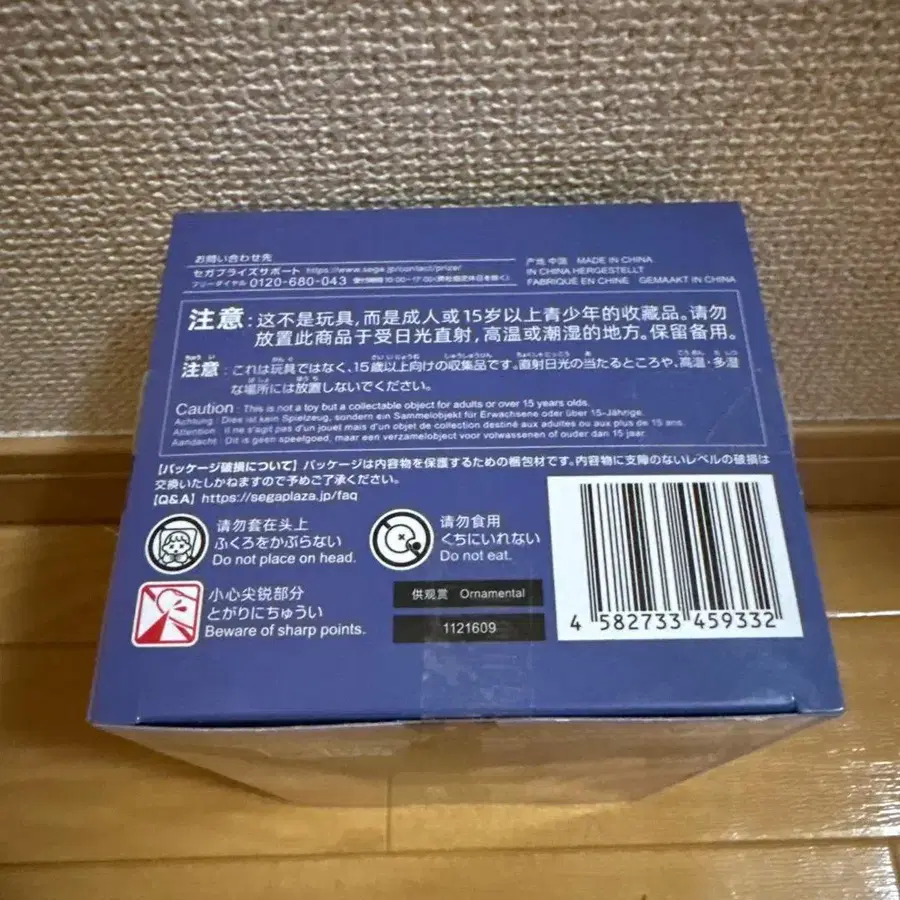 お問い合わせ先
セガプライズサポート https://www.sega.jp/contact/prize/
フリーダイヤル 0120-680-043 受付時間 10:00~17:00(弊社指定休日を除く)
产地 中国 MADE IN CHINA
IN CHINA HERGESTELLT
FABRIQUÉ EN CHINE GEMAAKT IN CHINA
注意: 这不是玩具,而是成人或15岁以上青少年的收藏品。请勿
放置此商品于受日光直射,高温或潮湿的地方。保留备用。
注意: これは玩具ではなく、15歳以上向けの収集品です。直射日光の当たるところや、高温・多湿
な場所には放置しないでください。
Caution : This is not a toy but a collectable object for adults or over 15 years olds.
Achtung : Dies ist kein Spielzeug, sondern ein Sammelobjekt für Erwachsene oder über 15-Jährige.
Attention : Il ne s'agit pas d'un jouet mais d'un objet de collection destiné aux adultes ou aux plus de 15 ans.
Aandacht : Dit is geen speelgoed, maar een verzamelobject voor volwassenen of ouder dan 15 jaar.
【パッケージ破損について】パッケージは内容物を保護するための梱包材です。内容物に支障のないレベルの破損は
交換いたしかねますので予めご了承ください。
【Q&A】https://segaplaza.jp/faq
请勿套在头上
ふくろをかぶらない
Do not place on head.
请勿食用
くちにいれない
Do not eat.
小心尖锐部分
とがりにちゅうい
Beware of sharp points.
供观赏 Ornamental
1121609
4 582733 459332